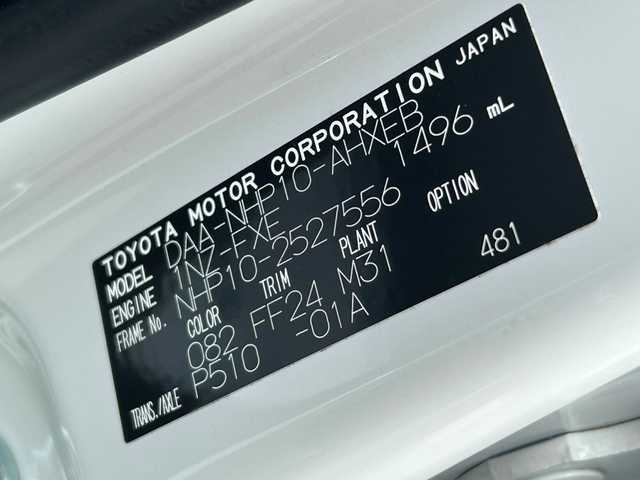 TOYOTA MOTOR CORPORATION JAPAN
MODEL DAA-NHP10-AHXEB
ENGINE 1NZ-FXE 1496 mL
FRAME No. NHP10-2527556
COLOR TRIM PLANT OPTION
082 FF24 M31 481
TRANS./AXLE P510 -01A